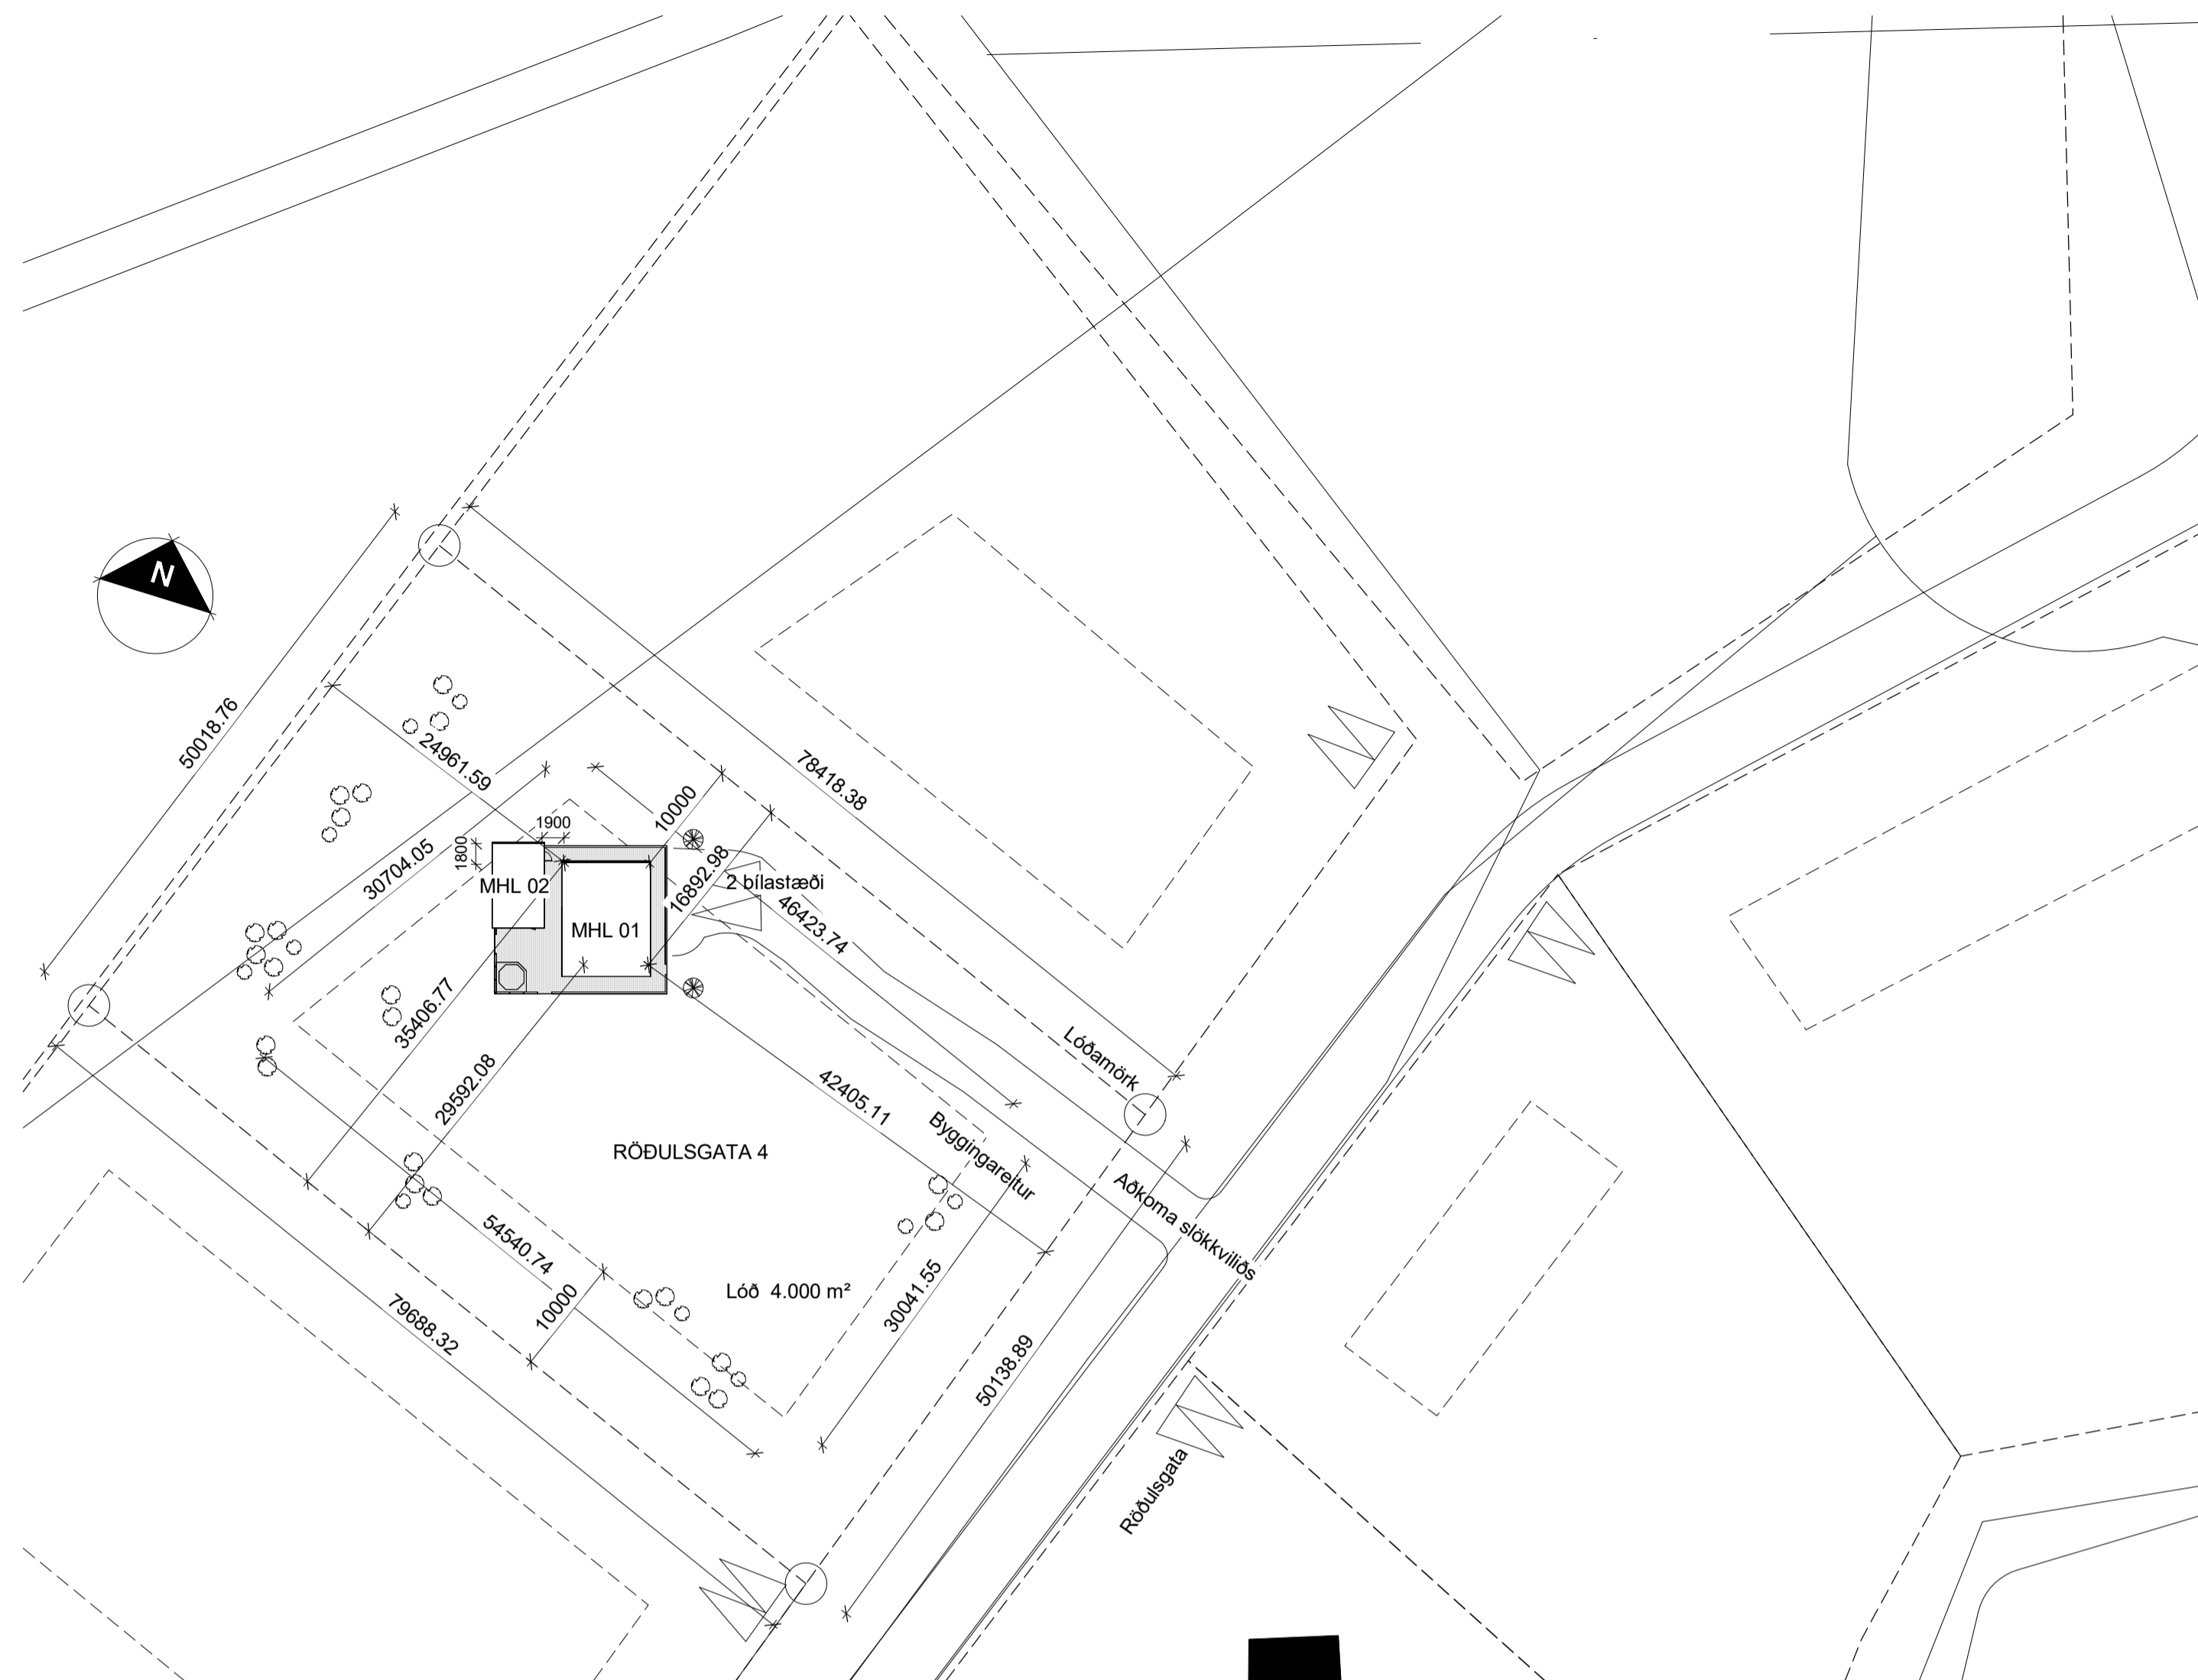 N
50018.76
24961.59
78418.38
10000
1900
1800
30704.05
16892.98
2 bílastæði
MHL 02
46423.74
MHL 01
35406.77
29592.08
42405.11
Lóðamörk
Byggingareitur
RÖÐULSGATA 4
Aðkoma slökkviliðs
54540.74
Lóð 4.000 m²
30041.55
10000
79688.32
50138.89
Röðulsgata